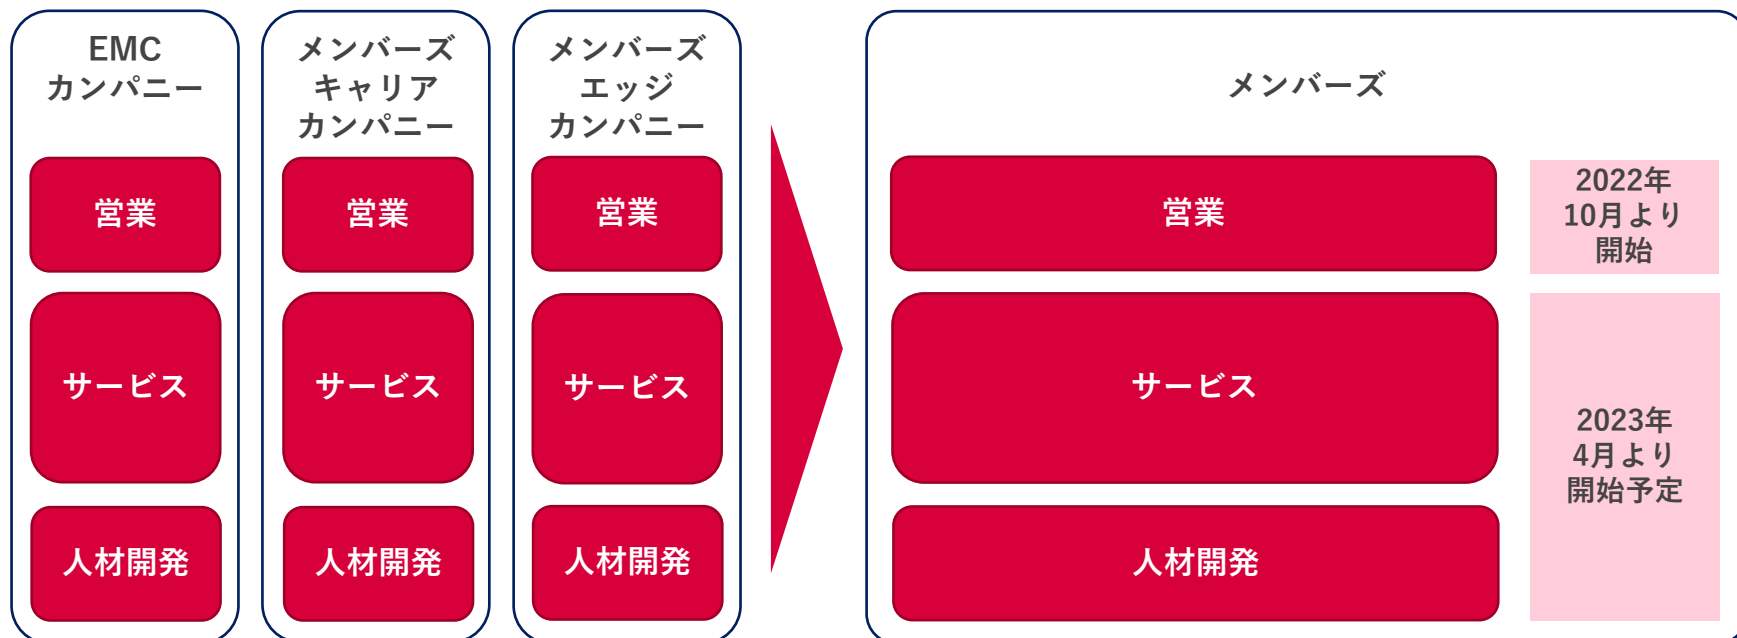 EMC
カンパニー
営業
サービス
人材開発
メンバーズ
キャリア
カンパニー
営業
サービス
人材開発
メンバーズ
エッジ
カンパニー
営業
サービス
人材開発
メンバーズ
営業
2022年
10月より
開始
サービス
人材開発
2023年
4月より
開始予定